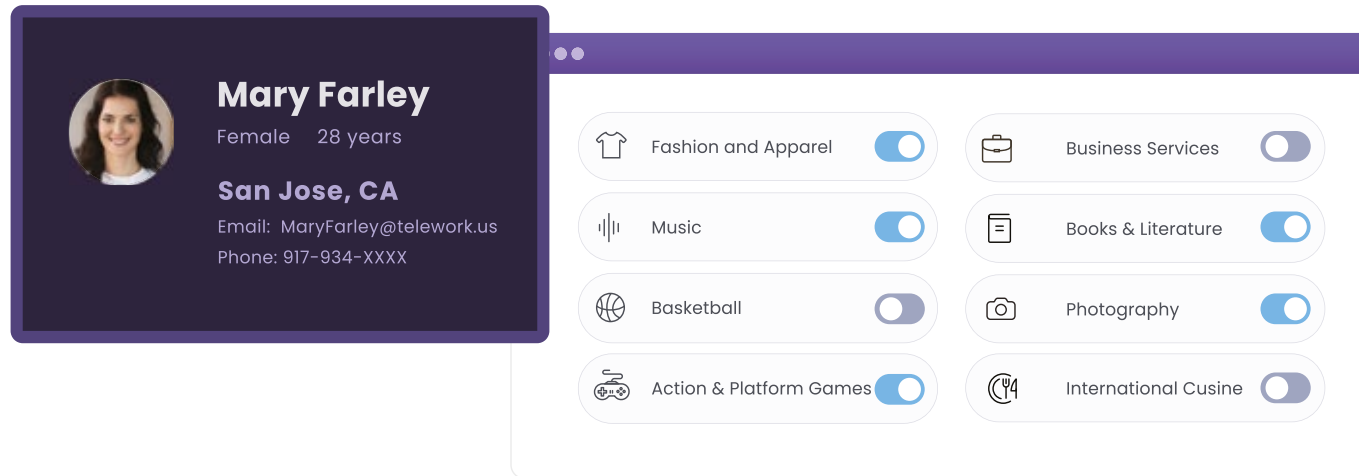 Mary Farley
Female 28 years
San Jose, CA
Email: MaryFarley@telework.us
Phone: 917-934-XXXX
Fashion and Apparel
Music
Basketball
Action & Platform Games
Business Services
Books & Literature
Photography
International Cusine